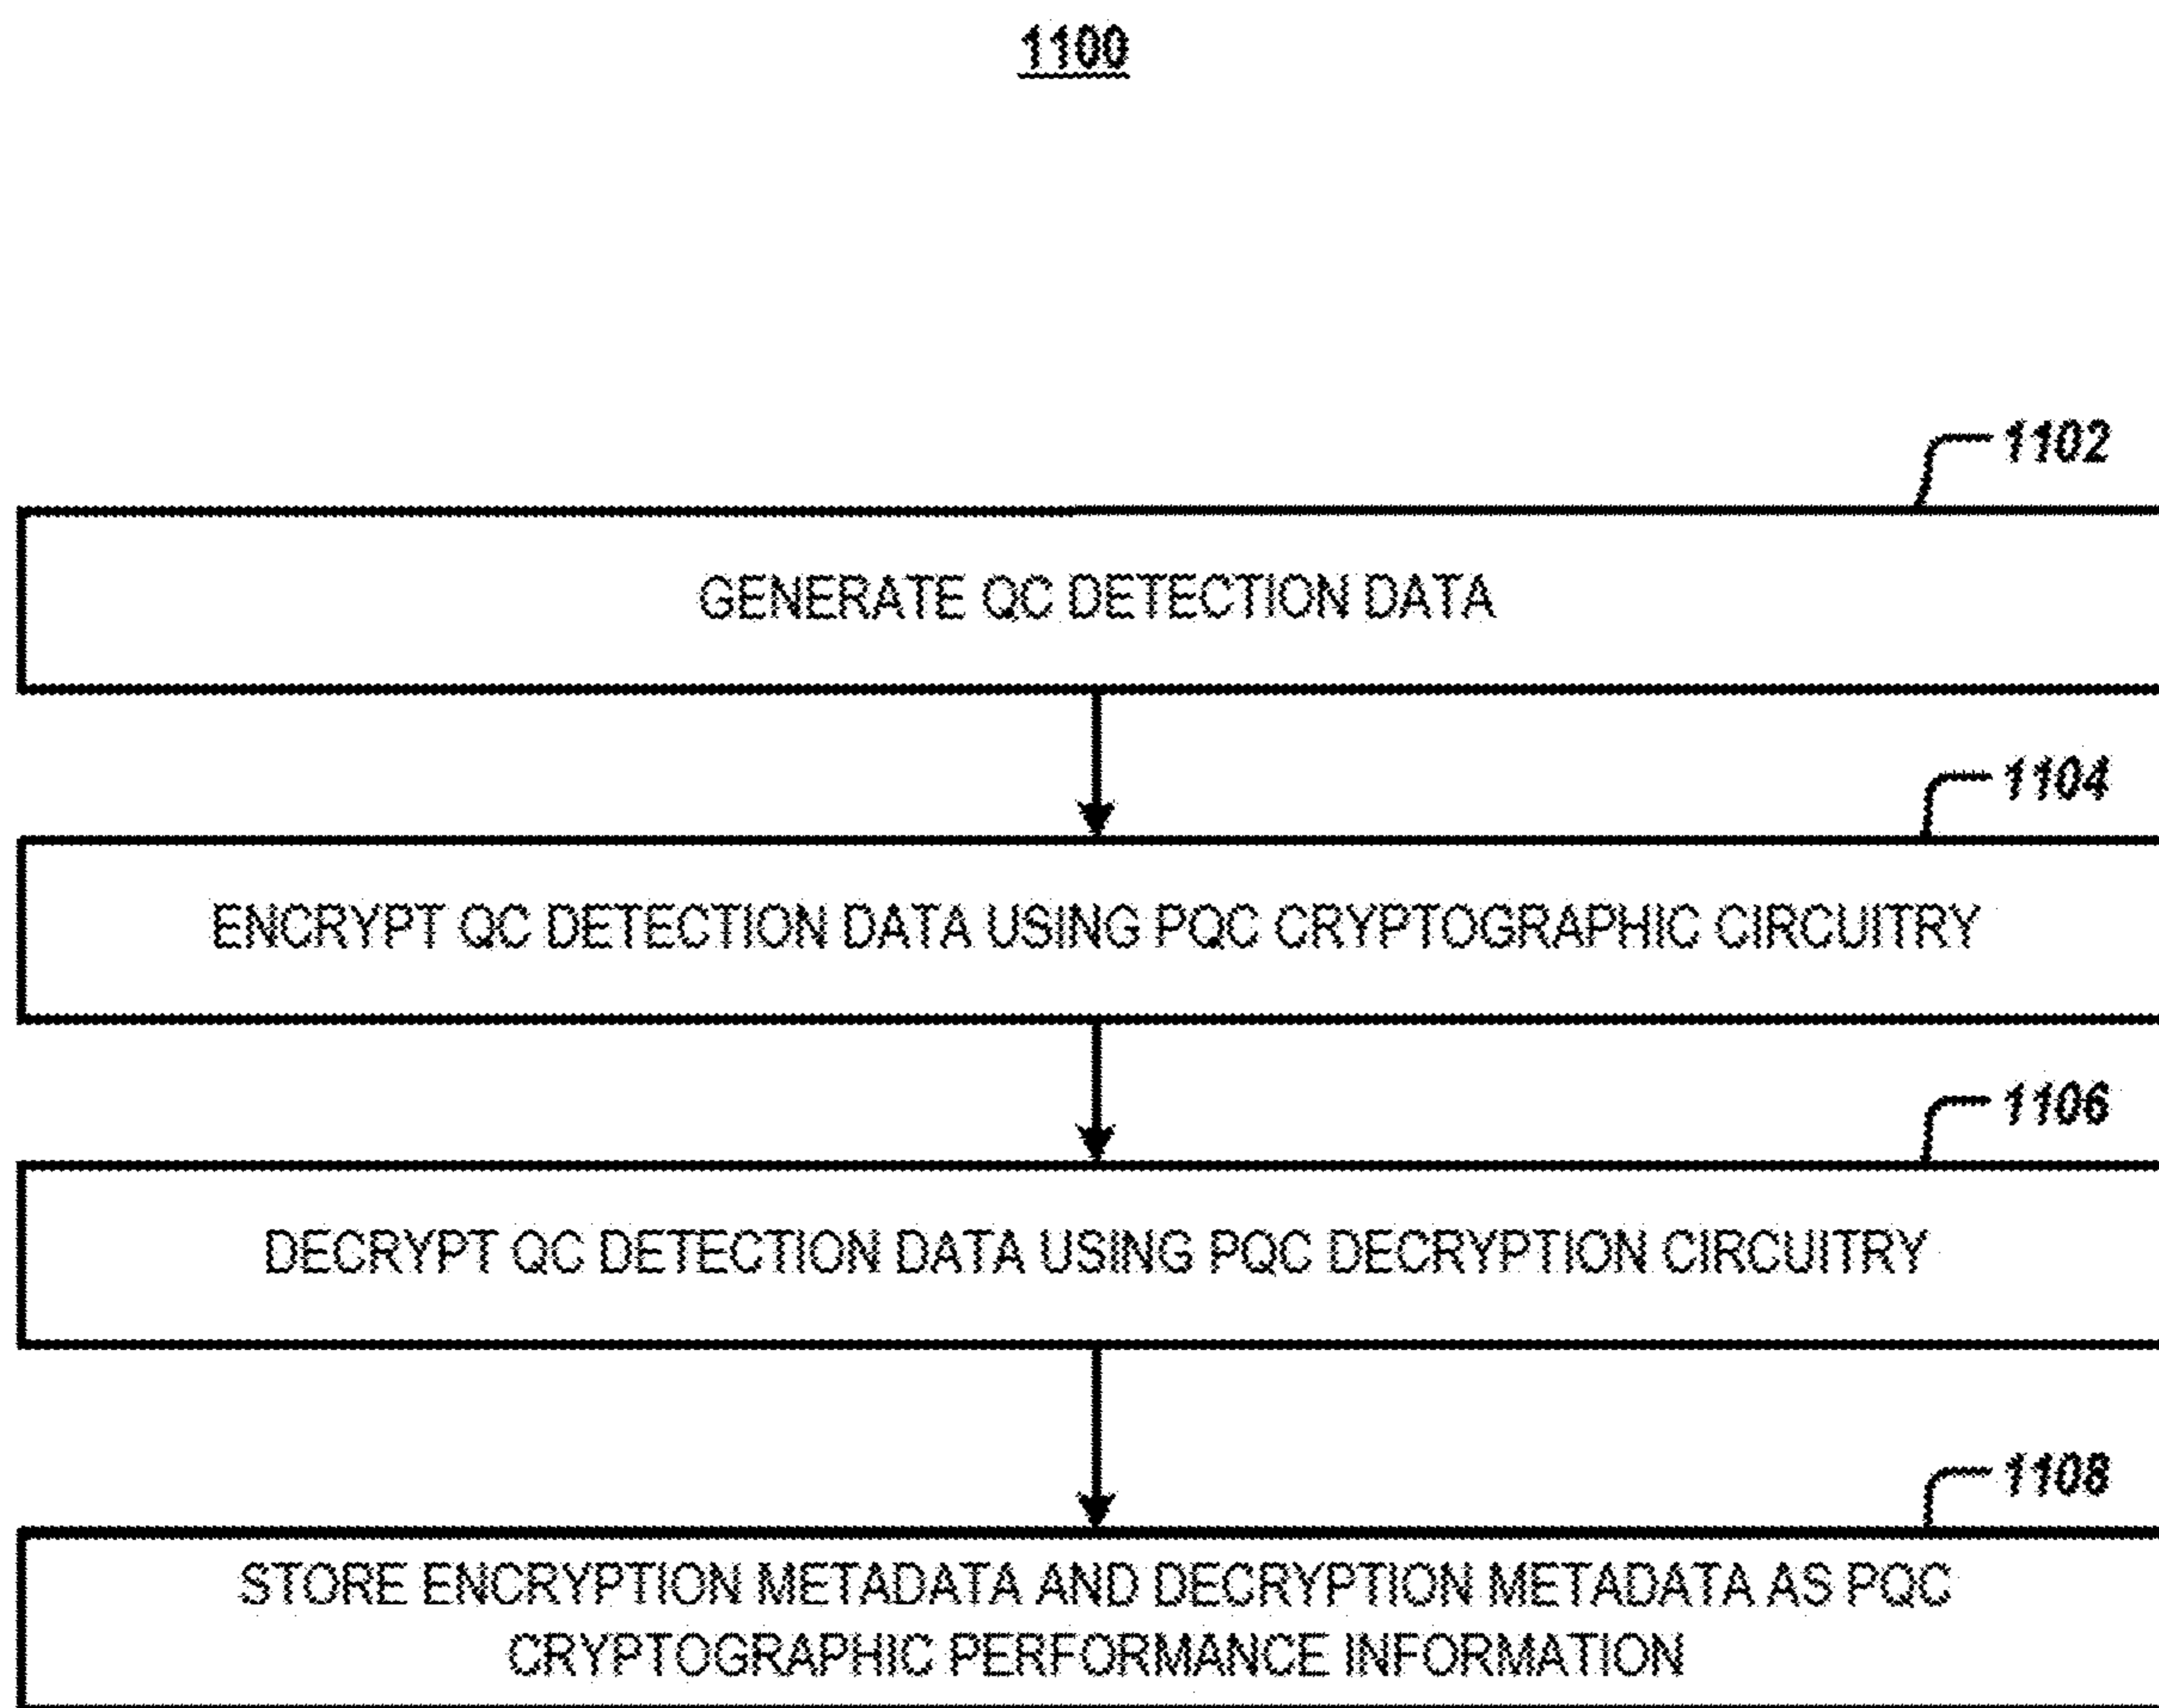 1100
1102
GENERATE QC DETECTION DATA
1104
ENCRYPT QC DETECTION DATA USING PQC CRYPTOGRAPHIC CIRCUITRY
1106
DECRYPT QC DETECTION DATA USING PQC DECRYPTION CIRCUITRY
1108
STORE ENCRYPTION METADATA AND DECRYPTION METADATA AS PQC
CRYPTOGRAPHIC PERFORMANCE INFORMATION